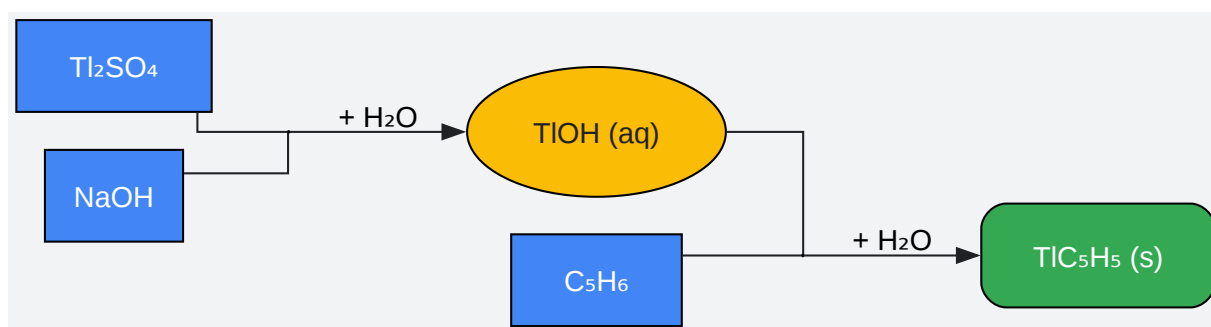 Tl₂SO₄
+ H₂O
NaOH
TlOH (aq)
C₅H₆
+ H₂O
TlC₅H₅ (s)